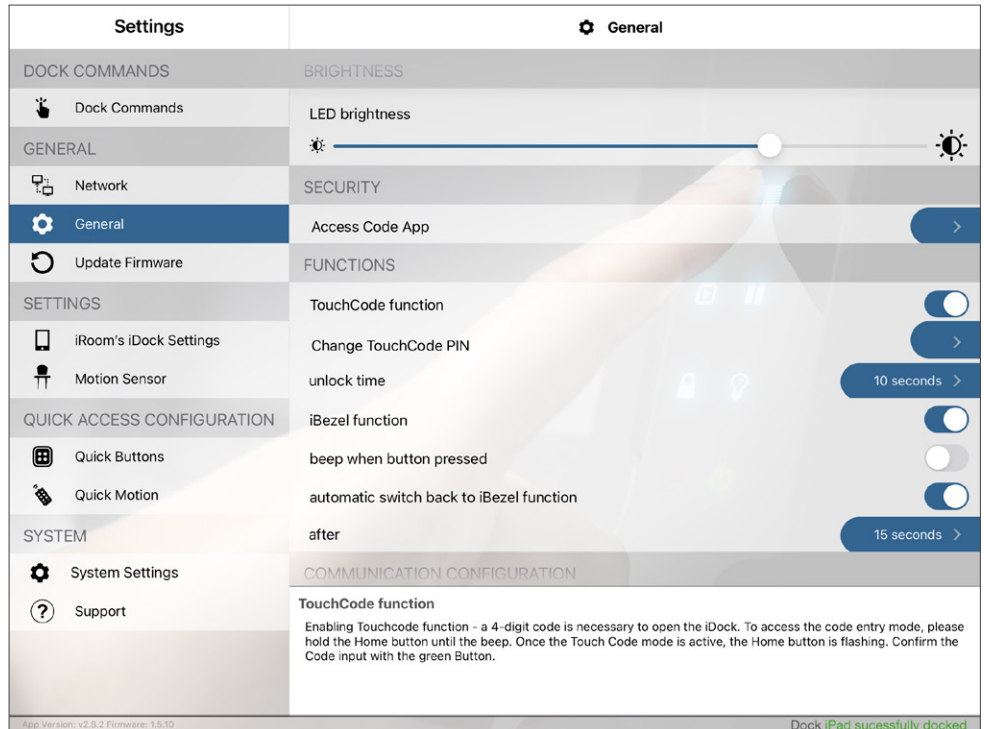 Settings
General
DOCK COMMANDS
Dock Commands
GENERAL
Network
General
Update Firmware
SETTINGS
iRoom's iDock Settings
Motion Sensor
QUICK ACCESS CONFIGURATION
Quick Buttons
Quick Motion
SYSTEM
System Settings
Support
BRIGHTNESS
LED brightness
SECURITY
Access Code App
FUNCTIONS
TouchCode function
Change TouchCode PIN
unlock time
10 seconds
iBezel function
beep when button pressed
automatic switch back to iBezel function
after
15 seconds
COMMUNICATION CONFIGURATION
TouchCode function
Enabling Touchcode function - a 4-digit code is necessary to open the iDock. To access the code entry mode, please
hold the Home button until the beep. Once the Touch Code mode is active, the Home button is flashing. Confirm the
Code input with the green Button.
App Version: v2.8.2 Firmware: 1.5.10
Dock iPad sucessfully docked